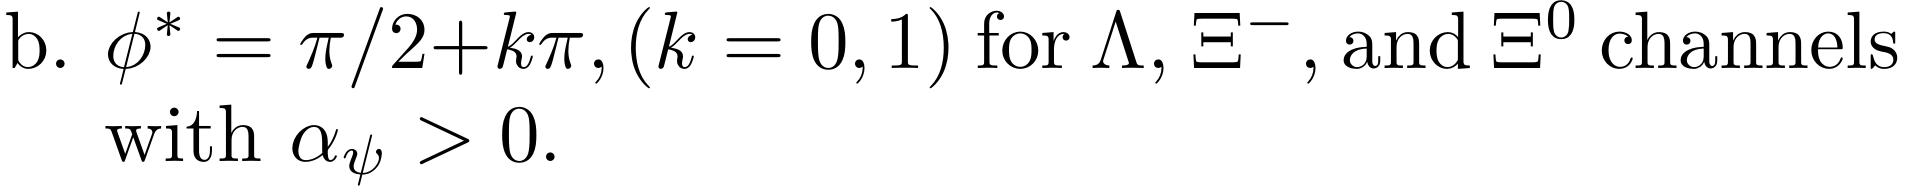 b. ϕ* = π/2+kπ, (k = 0, 1) for Λ, Ξ⁻, and Ξ⁰ channels
with α_ψ > 0.